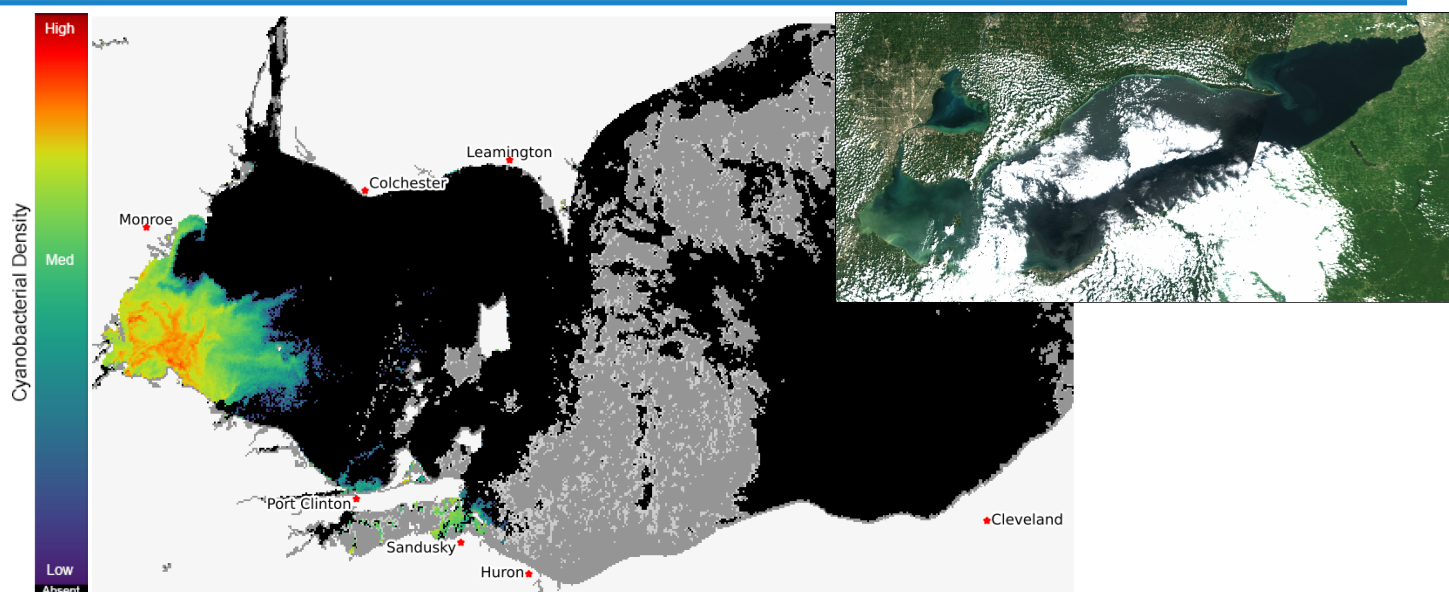 High
Cyanobacterial Density
Med
Low
Absent
Leamington
Colchester
Monroe
Port Clinton
Sandusky
Huron
Cleveland